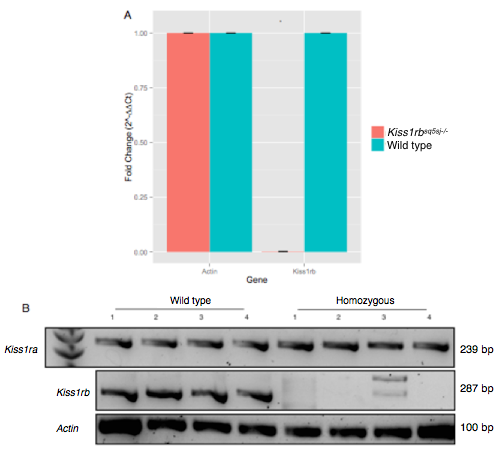 A
1.00
0.75
0.50
0.25
0.00
Fold Change (2^-ΔΔCt)
Actin
Kiss1rb
Gene
Kiss1rbsq5sj-/-
Wild type
B
Wild type
Homozygous
1 2 3 4 1 2 3 4
Kiss1ra
239 bp
Kiss1rb
287 bp
Actin
100 bp